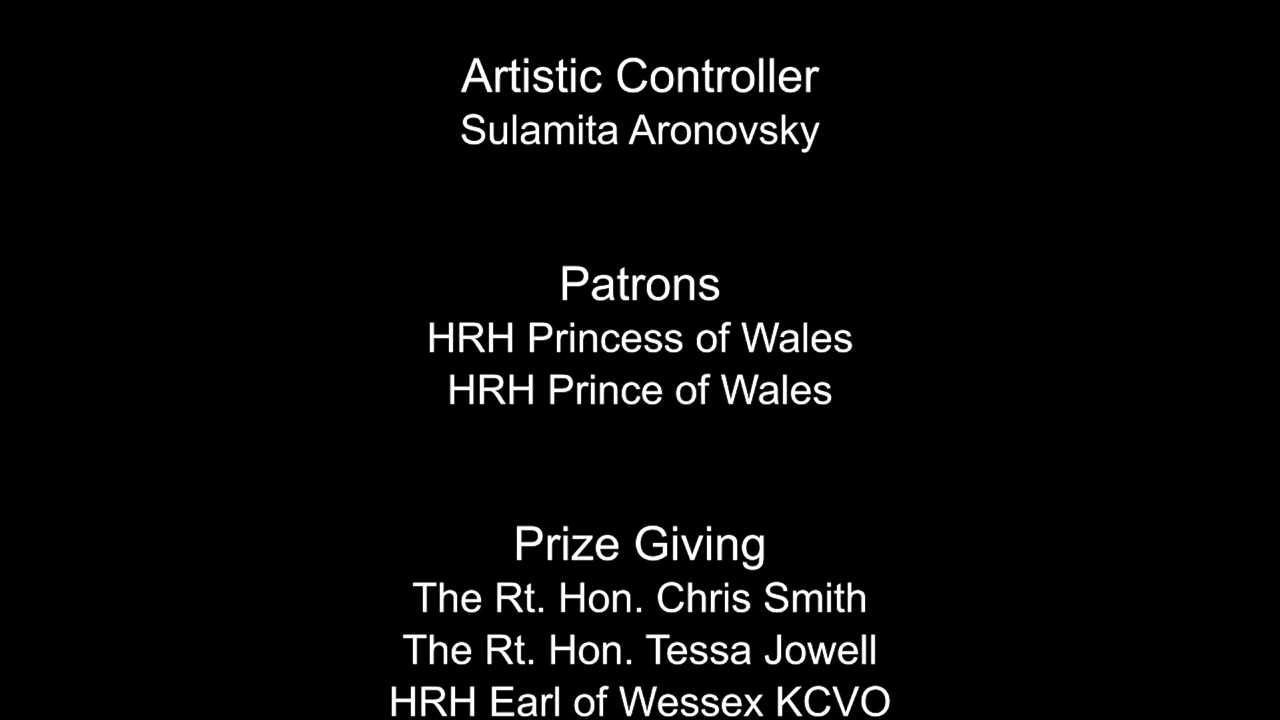 Artistic Controller
Sulamita Aronovsky
Patrons
HRH Princess of Wales
HRH Prince of Wales
Prize Giving
The Rt. Hon. Chris Smith
The Rt. Hon. Tessa Jowell
HRH Earl of Wessex KCVO